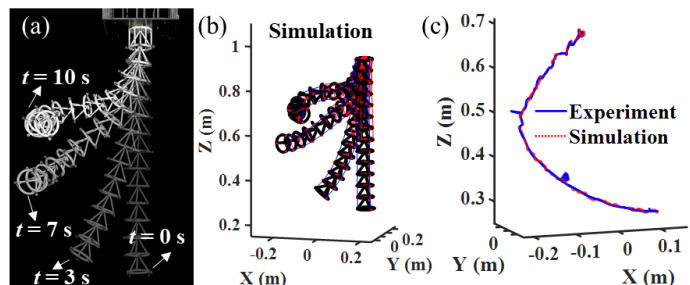 (a)
t = 10 s
t = 7 s
t = 3 s
t = 0 s
(b)
Simulation
1
0.8
0.6
0.4
0.2
Z (m)
-0.2
0
0.2
X (m)
0
0.2
Y (m)
(c)
0.7
0.6
0.5
0.4
0.3
Z (m)
Experiment
Simulation
0
Y (m)
-0.2
-0.1
0
0.1
X (m)